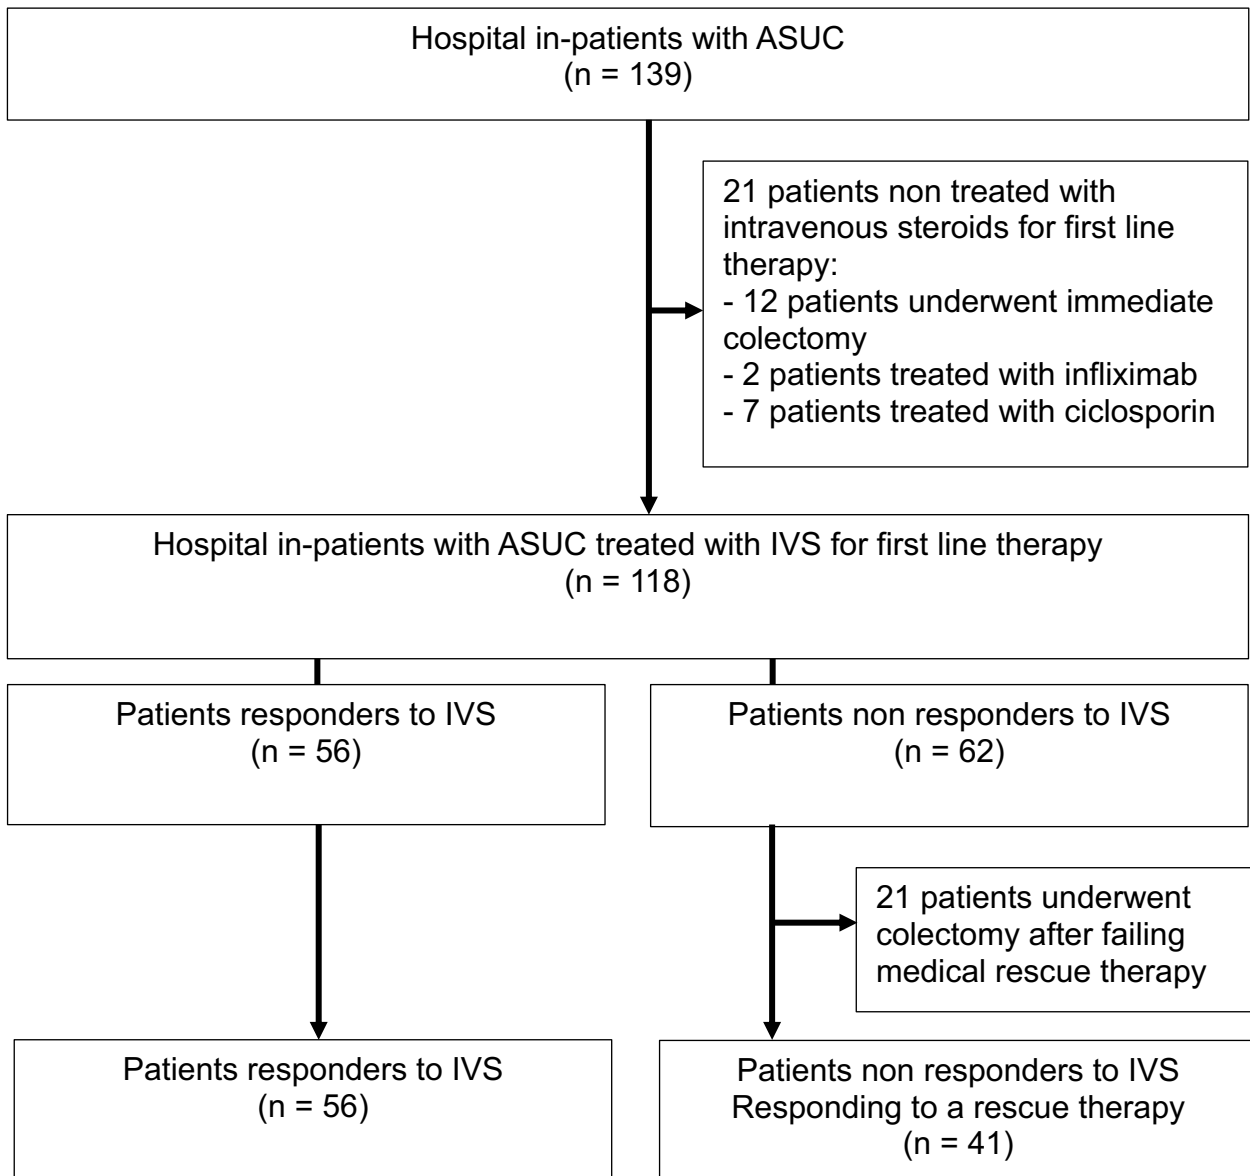 Hospital in-patients with ASUC
(n = 139)
21 patients non treated with
intravenous steroids for first line
therapy:
- 12 patients underwent immediate
colectomy
- 2 patients treated with infliximab
- 7 patients treated with ciclosporin
Hospital in-patients with ASUC treated with IVS for first line therapy
(n = 118)
Patients responders to IVS
(n = 56)
Patients non responders to IVS
(n = 62)
21 patients underwent
colectomy after failing
medical rescue therapy
Patients responders to IVS
(n = 56)
Patients non responders to IVS
Responding to a rescue therapy
(n = 41)